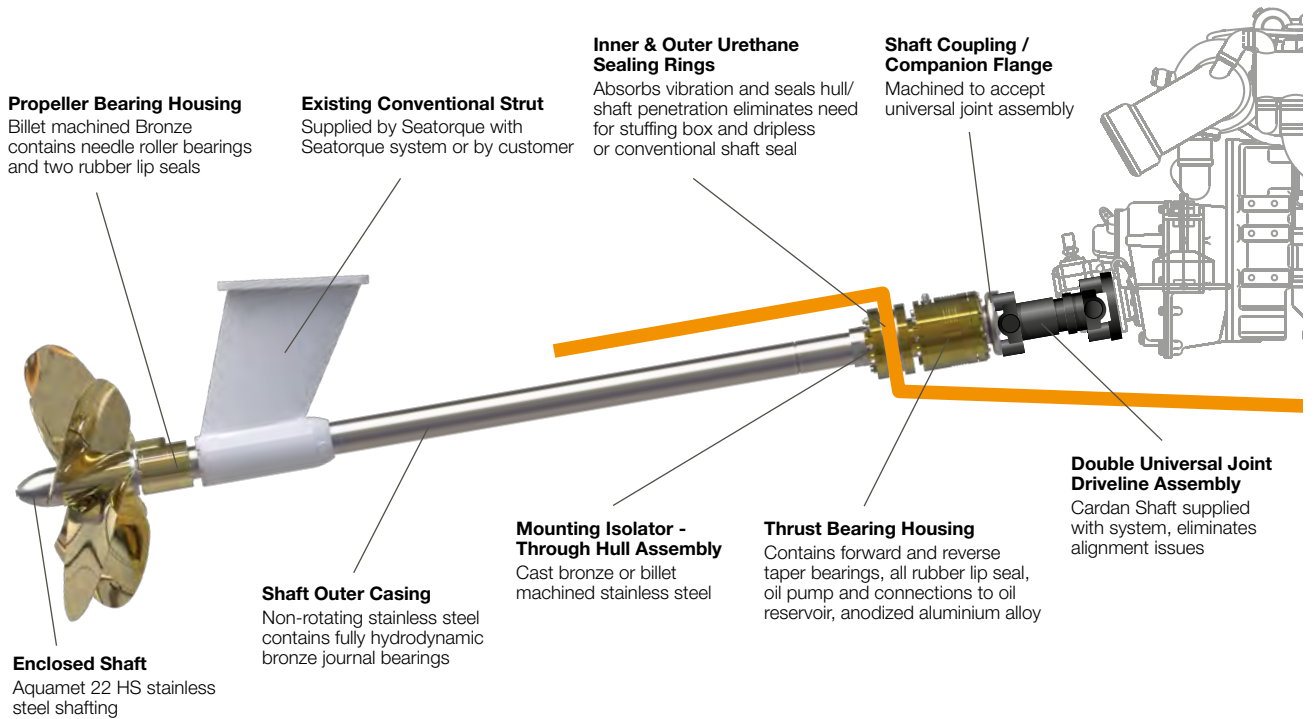 Propeller Bearing Housing
Billet machined Bronze
contains needle roller bearings
and two rubber lip seals
Existing Conventional Strut
Supplied by Seatorque with
Seatorque system or by customer
Inner & Outer Urethane
Sealing Rings
Absorbs vibration and seals hull/
shaft penetration eliminates need
for stuffing box and dripless
or conventional shaft seal
Shaft Coupling /
Companion Flange
Machined to accept
universal joint assembly
Enclosed Shaft
Aquamet 22 HS stainless
steel shafting
Shaft Outer Casing
Non-rotating stainless steel
contains fully hydrodynamic
bronze journal bearings
Mounting Isolator -
Through Hull Assembly
Cast bronze or billet
machined stainless steel
Thrust Bearing Housing
Contains forward and reverse
taper bearings, all rubber lip seal,
oil pump and connections to oil
reservoir, anodized aluminium alloy
Double Universal Joint
Driveline Assembly
Cardan Shaft supplied
with system, eliminates
alignment issues